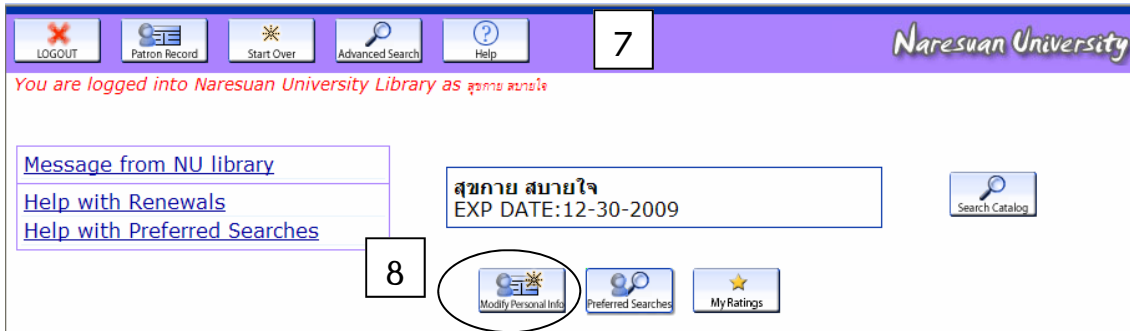 LOGOUT Patron Record Start Over Advanced Search Help 7 Naresuan University
You are logged into Naresuan University Library as สุขกาย สบายใจ
Message from NU library
Help with Renewals
Help with Preferred Searches
สุขกาย สบายใจ
EXP DATE:12-30-2009
Search Catalog
8
Modify Personal Info Preferred Searches My Ratings